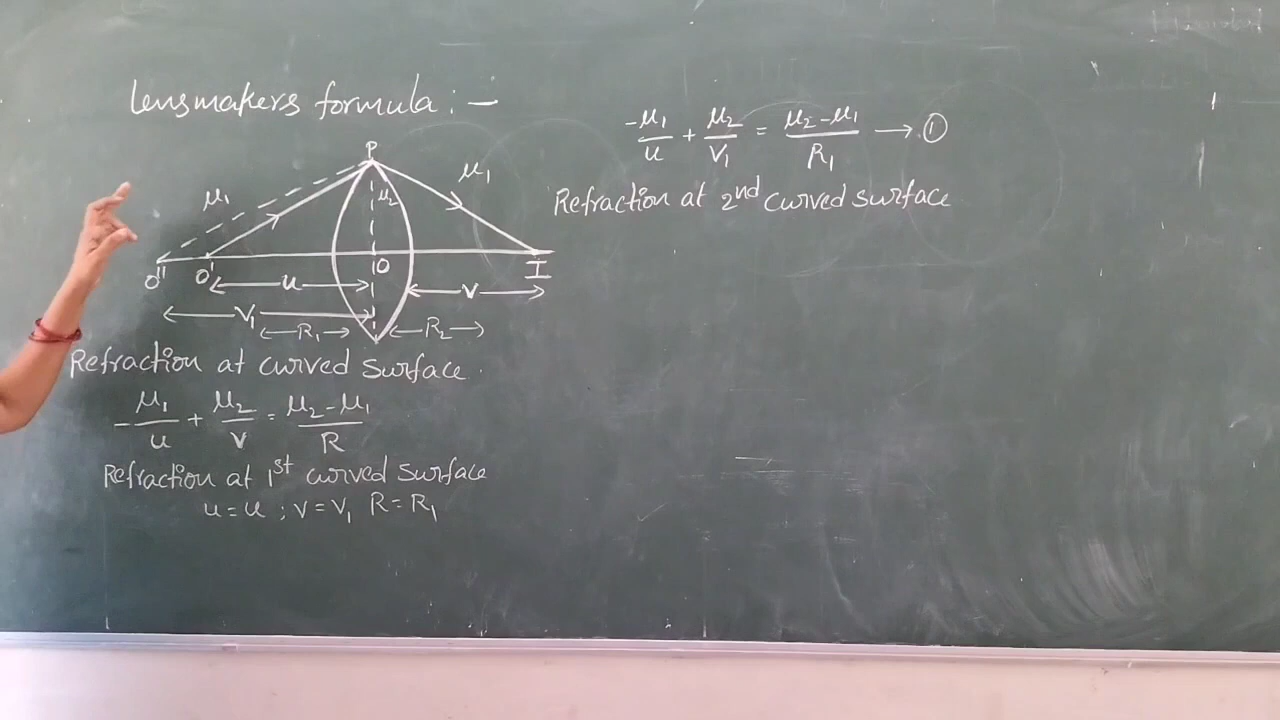 Lensmakers formula : -
P
μ₁
μ₂
μ₁
O" O' O I
u
v
V₁
R₁ R₂
Refraction at curved surface.
-μ₁/u + μ₂/v = μ₂-μ₁/R
Refraction at 1st curved surface
u = u ; v = V₁ R = R₁
-μ₁/u + μ₂/V₁ = μ₂-μ₁/R₁ → ①
Refraction at 2nd curved surface